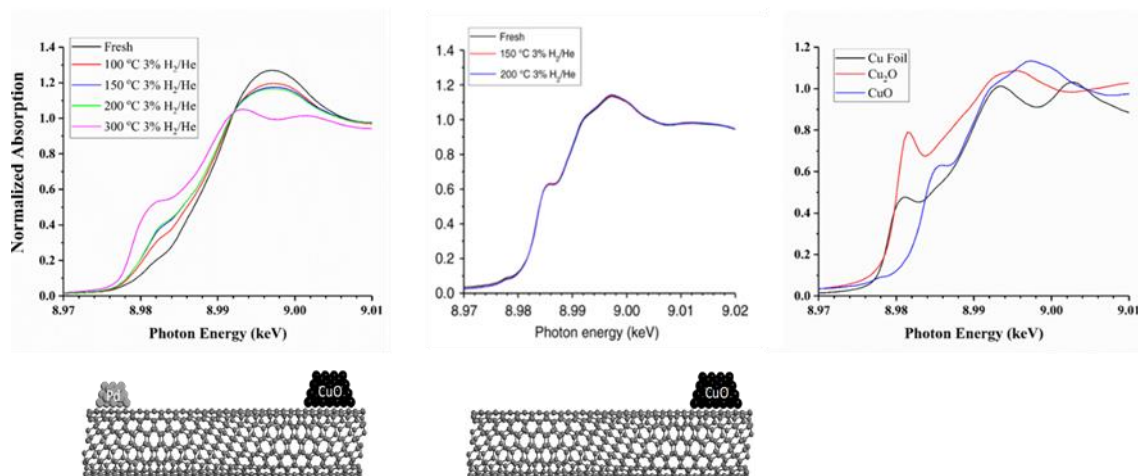 1.4
1.2
1.0
0.8
0.6
0.4
0.2
0.0
Normalized Absorption
Fresh
100 °C 3% H₂/He
150 °C 3% H₂/He
200 °C 3% H₂/He
300 °C 3% H₂/He
8.97 8.98 8.99 9.00 9.01
Photon Energy (keV)
1.4
1.2
1.0
0.8
0.6
0.4
0.2
0.0
Fresh
150 °C 3% H₂/He
200 °C 3% H₂/He
8.97 8.98 8.99 9.00 9.01 9.02
Photon energy (keV)
1.2
1.0
0.8
0.6
0.4
0.2
0.0
Cu Foil
Cu₂O
CuO
8.97 8.98 8.99 9.00 9.01
Photon Energy (keV)
Pd
CuO
CuO